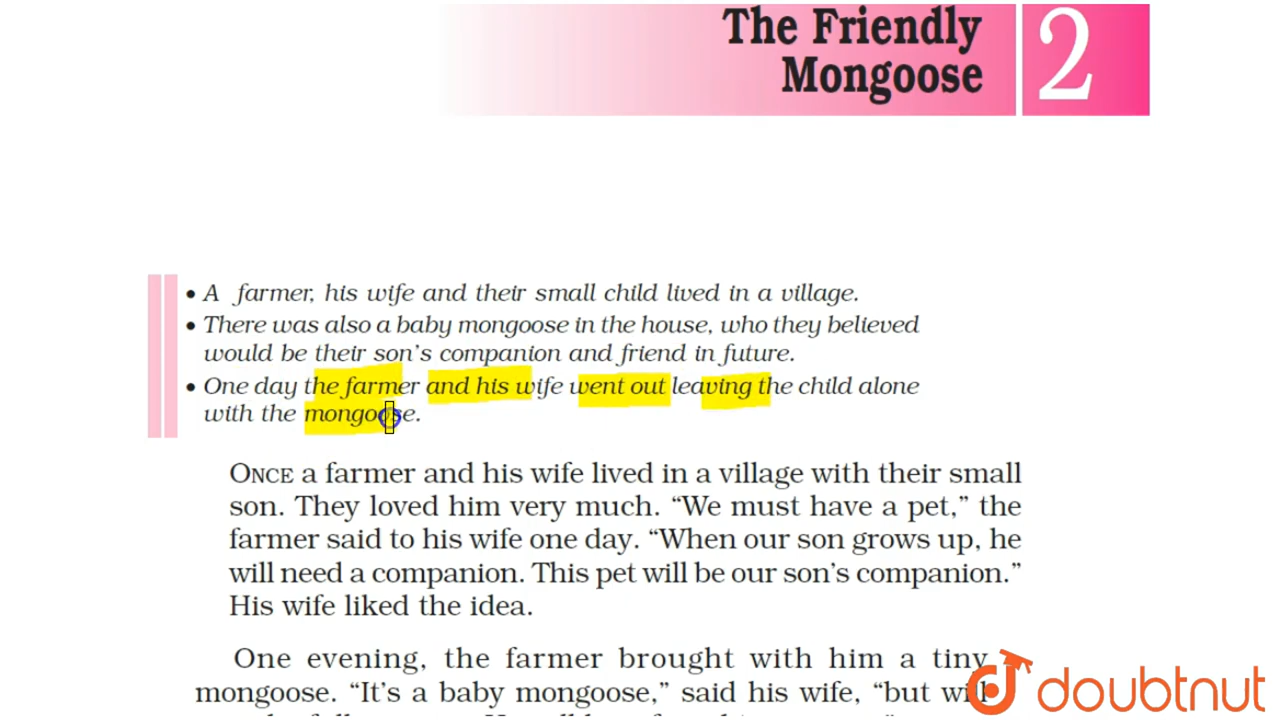 The Friendly
Mongoose
2
• A farmer, his wife and their small child lived in a village.
• There was also a baby mongoose in the house, who they believed
would be their son's companion and friend in future.
• One day the farmer and his wife went out leaving the child alone
with the mongoose.
ONCE a farmer and his wife lived in a village with their small
son. They loved him very much. “We must have a pet,” the
farmer said to his wife one day. “When our son grows up, he
will need a companion. This pet will be our son's companion.”
His wife liked the idea.
One evening, the farmer brought with him a tiny
mongoose. “It's a baby mongoose,” said his wife, “but will
doubtnut